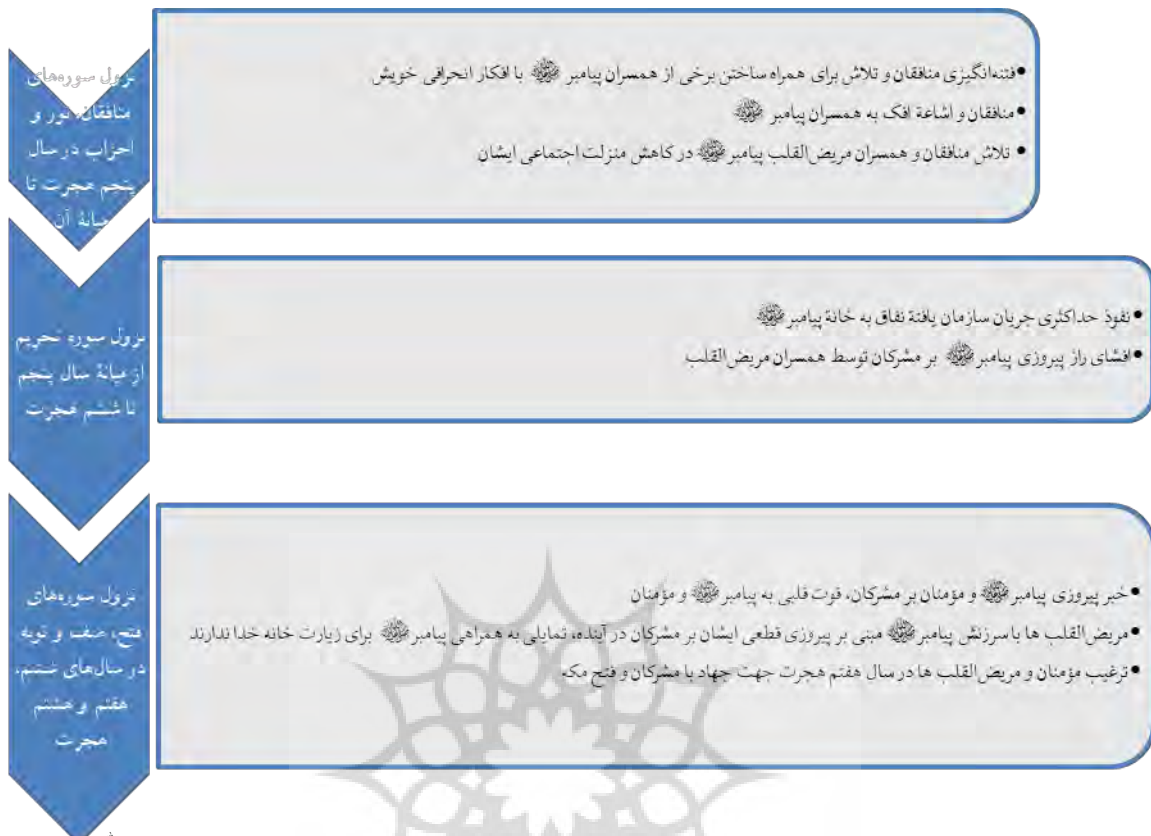 نزول سوره‌های
منافقان، نور و
احزاب در سال
پنجم هجرت تا
میانهٔ آن
•فتنه‌انگیزی منافقان و تلاش برای همراه ساختن برخی از همسران پیامبر ﷺ با افکار انحرافی خویش
•منافقان و اشاعهٔ افک به همسران پیامبر ﷺ
• تلاش منافقان و همسران مریض‌القلب پیامبر ﷺ در کاهش منزلت اجتماعی ایشان
نزول سوره تحریم
از میانهٔ سال پنجم
تا ششم هجرت
•نفوذ حداکثری جریان سازمان یافتهٔ نفاق به خانهٔ پیامبر ﷺ
•افشای راز پیروزی پیامبر ﷺ بر مشرکان توسط همسران مریض‌القلب
نزول سوره‌های
فتح، صف و توبه
در سال‌های ششم،
هفتم و هشتم
هجرت
•خبر پیروزی پیامبر ﷺ و مؤمنان بر مشرکان، قوت قلبی به پیامبر ﷺ و مؤمنان
•مریض‌القلب ها با سرزنش پیامبر ﷺ مبنی بر پیروزی قطعی ایشان بر مشرکان در آینده، تمایلی به همراهی پیامبر ﷺ برای زیارت خانه خدا ندارند
•ترغیب مؤمنان و مریض‌القلب ها در سال هفتم هجرت جهت جهاد با مشرکان و فتح مکه